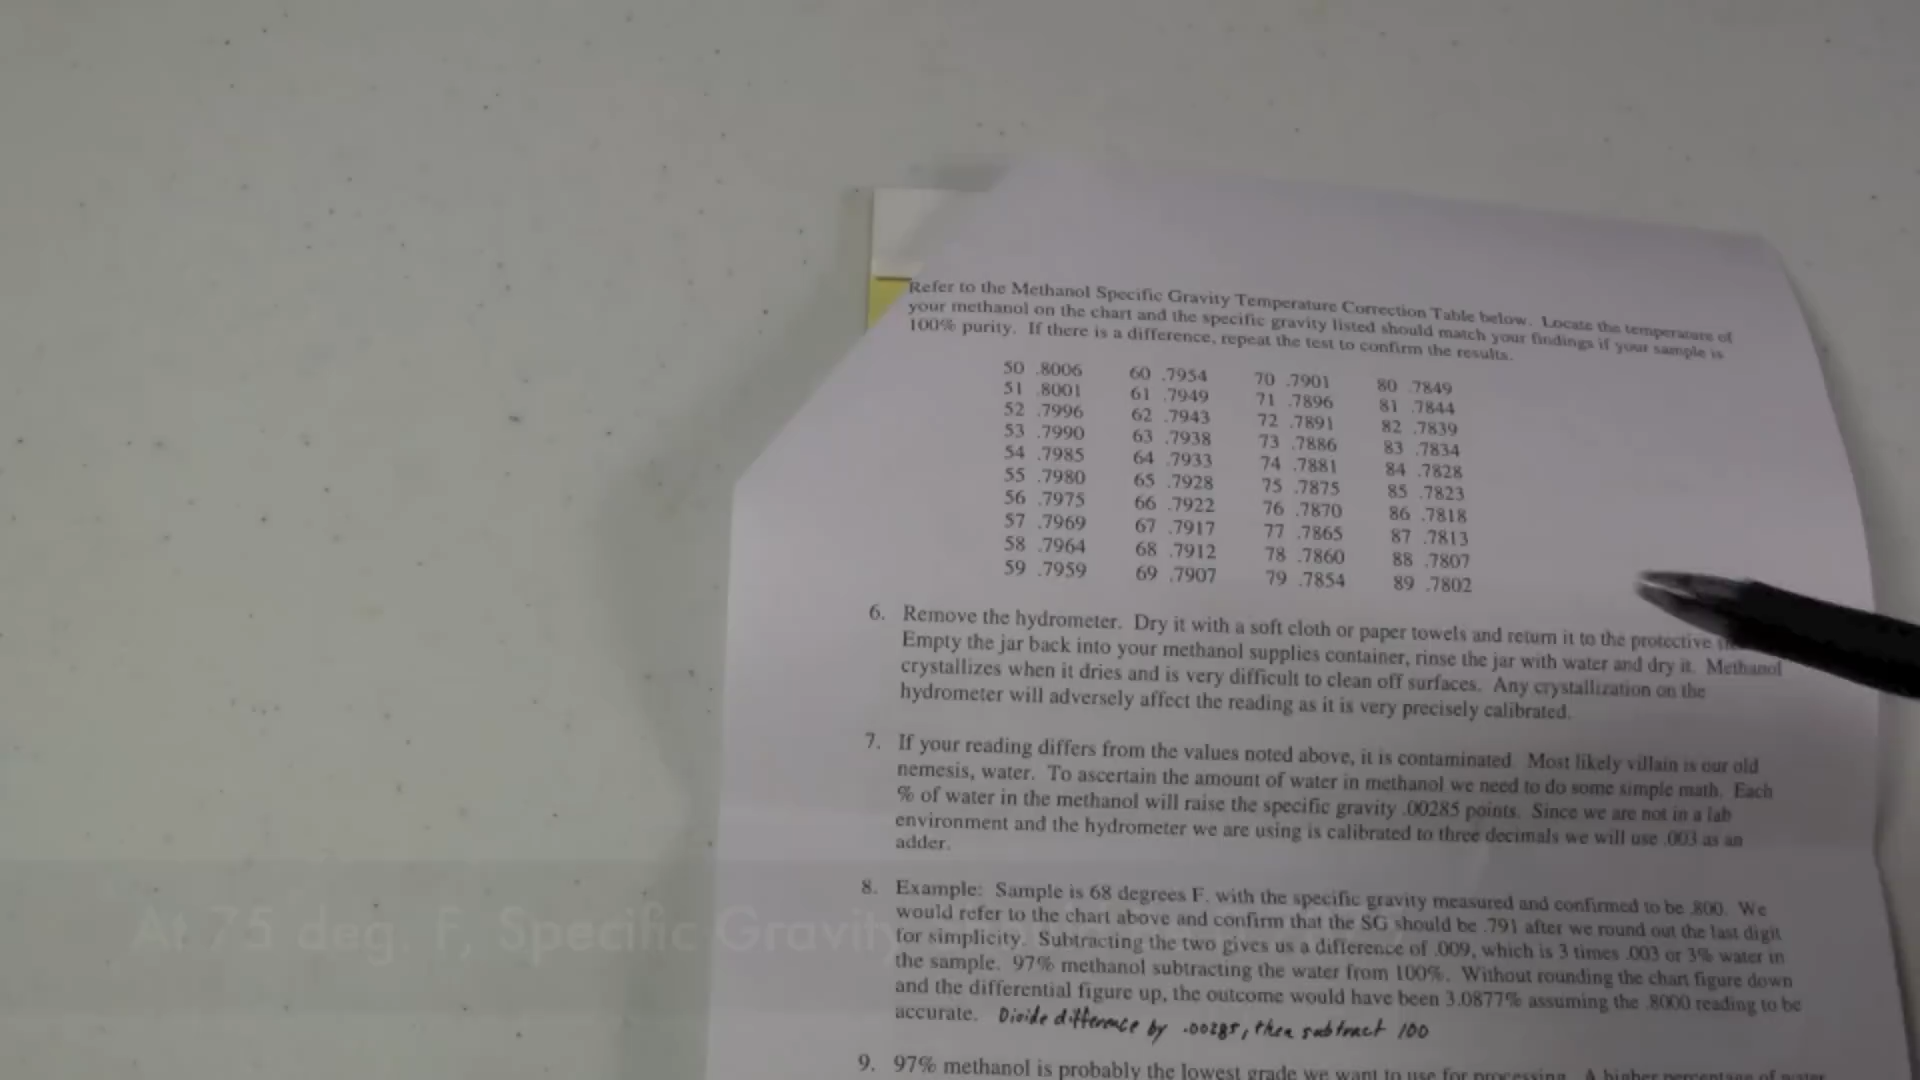 Refer to the Methanol Specific Gravity Temperature Correction Table below. Locate the temperature of
your methanol on the chart and the specific gravity listed should match your findings if your sample is
100% purity. If there is a difference, repeat the test to confirm the results.
50 .8006 60 .7954 70 .7901 80 .7849
51 .8001 61 .7949 71 .7896 81 .7844
52 .7996 62 .7943 72 .7891 82 .7839
53 .7990 63 .7938 73 .7886 83 .7834
54 .7985 64 .7933 74 .7881 84 .7828
55 .7980 65 .7928 75 .7875 85 .7823
56 .7975 66 .7922 76 .7870 86 .7818
57 .7969 67 .7917 77 .7865 87 .7813
58 .7964 68 .7912 78 .7860 88 .7807
59 .7959 69 .7907 79 .7854 89 .7802
6. Remove the hydrometer. Dry it with a soft cloth or paper towels and return it to the protective
Empty the jar back into your methanol supplies container, rinse the jar with water and dry it. Methanol
crystallizes when it dries and is very difficult to clean off surfaces. Any crystallization on the
hydrometer will adversely affect the reading as it is very precisely calibrated.
7. If your reading differs from the values noted above, it is contaminated. Most likely villain is our old
nemesis, water. To ascertain the amount of water in methanol we need to do some simple math. Each
% of water in the methanol will raise the specific gravity .00285 points. Since we are not in a lab
environment and the hydrometer we are using is calibrated to three decimals we will use .003 as an
adder.
8. Example: Sample is 68 degrees F. with the specific gravity measured and confirmed to be .800. We
would refer to the chart above and confirm that the SG should be .791 after we round out the last digit
for simplicity. Subtracting the two gives us a difference of .009, which is 3 times .003 or 3% water in
the sample. 97% methanol subtracting the water from 100%. Without rounding the chart figure down
and the differential figure up, the outcome would have been 3.0877% assuming the .8000 reading to be
accurate. Divide difference by .00285, then subtract 100
9. 97% methanol is probably the lowest grade we want to use for processing. A higher percentage of water
At 75 deg. F, Specific Gravity